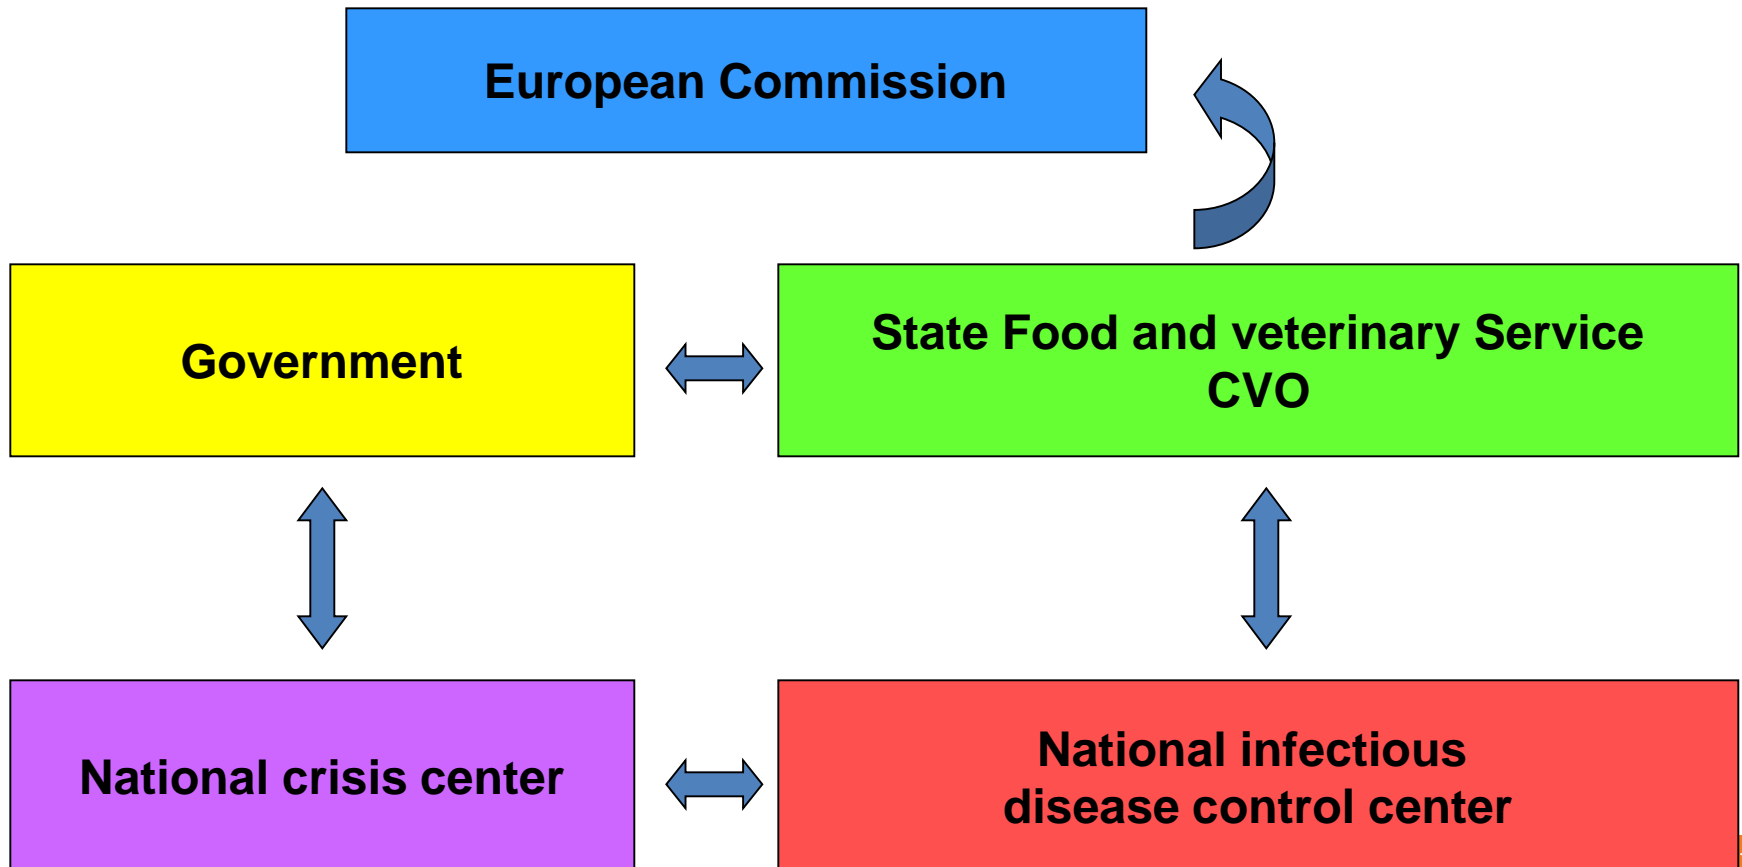 European Commission
Government
State Food and veterinary Service
CVO
National crisis center
National infectious
disease control center